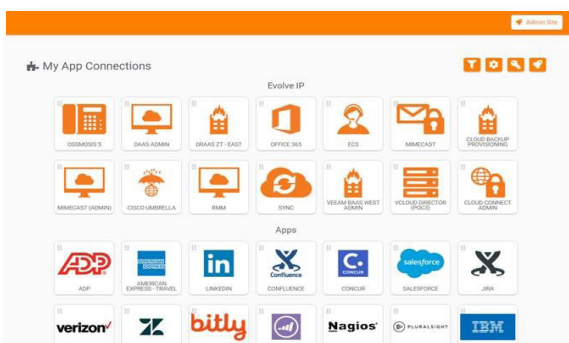 Admin Site
My App Connections
Evolve IP
OSSMOSIS 5
DAAS ADMIN
DRAAS ZT - EAST
OFFICE 365
ECS
MIMECAST
CLOUD BACKUP
PROVISIONING
MIMECAST (ADMIN)
CISCO UMBRELLA
RMM
SYNC
VEEAM BAAS WEST
ADMIN
VCLOUD DIRECTOR
(POC3)
CLOUD CONNECT
ADMIN
Apps
ADP
AMERICAN
EXPRESS
in
Confluence
C.
CONCUR
salesforce
ADP
AMERICAN
EXPRESS - TRAVEL
LINKEDIN
CONFLUENCE
CONCUR
SALESFORCE
JIRA
verizon
bitly
Nagios
PLURALSIGHT
IBM